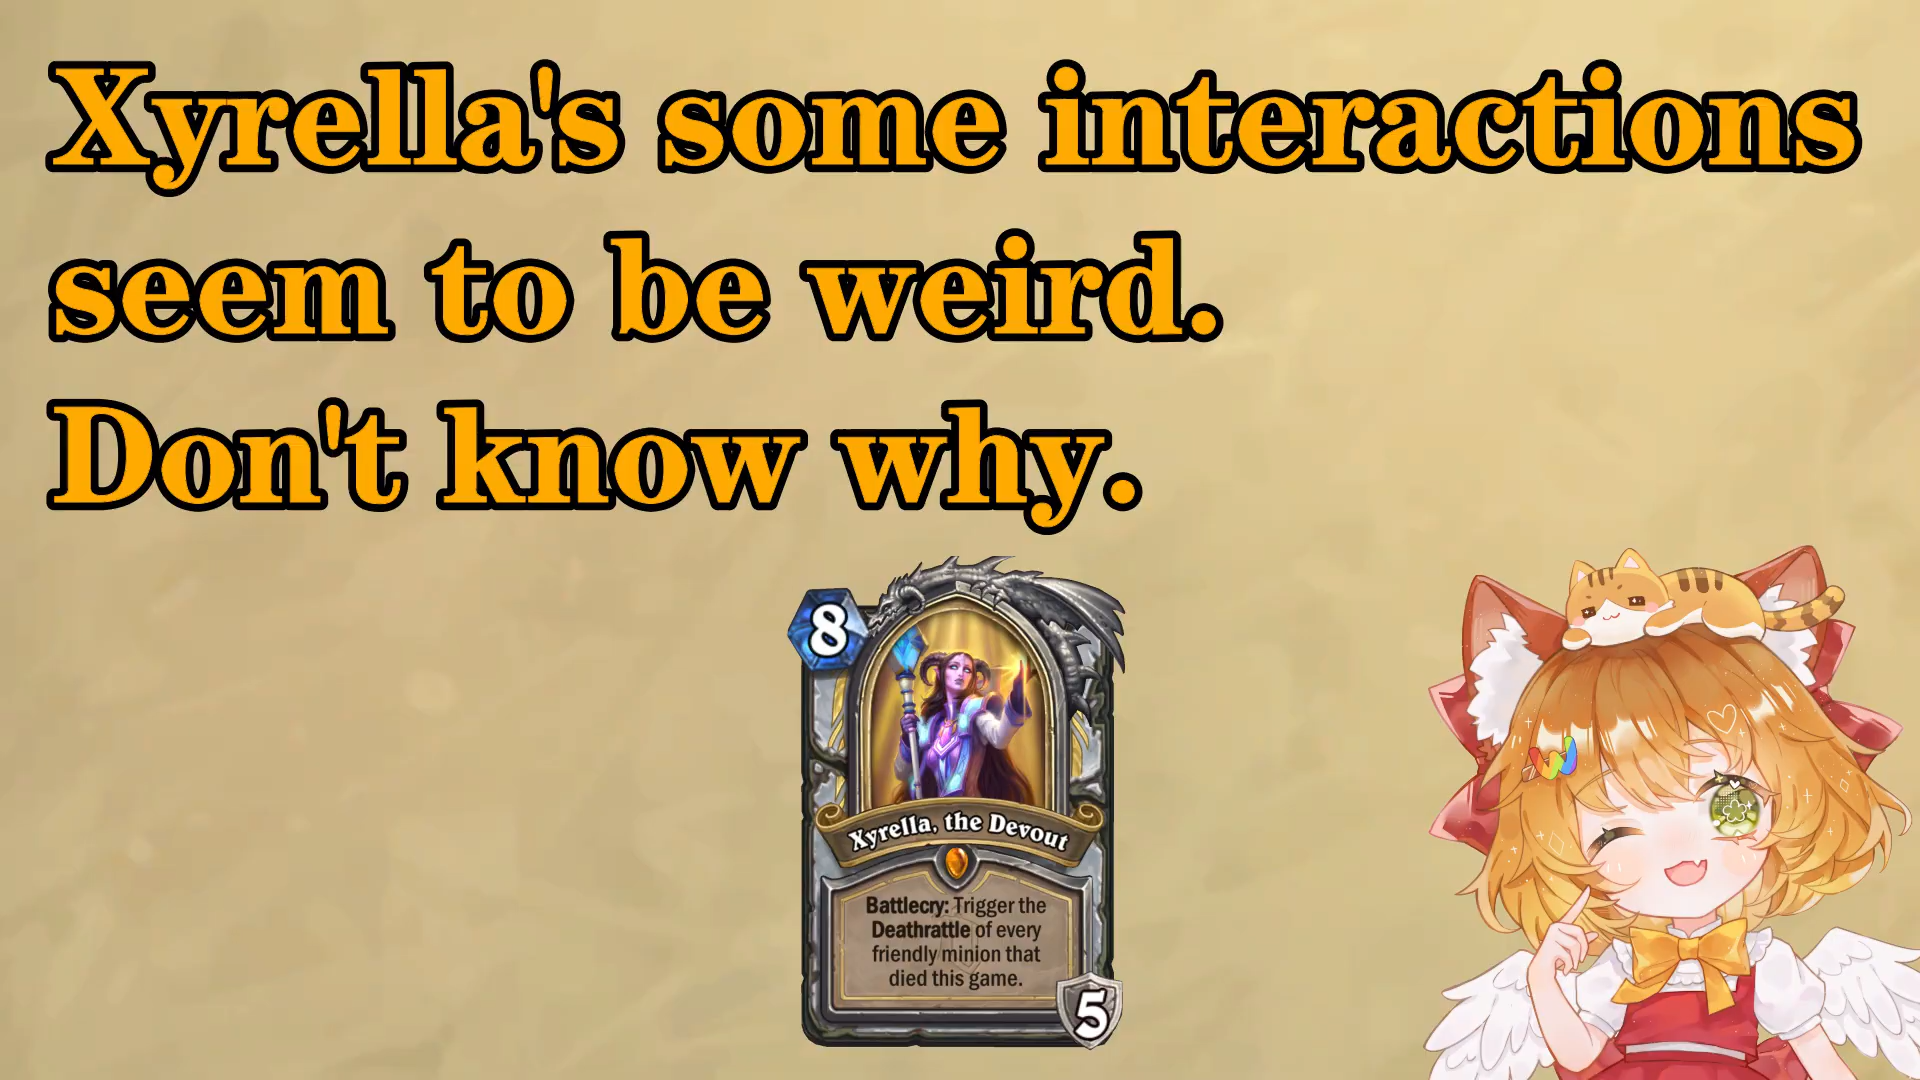 Xyrella's some interactions
seem to be weird.
Don't know why.
8
Xyrella, the Devout
Battlecry: Trigger the
Deathrattle of every
friendly minion that
died this game.
5